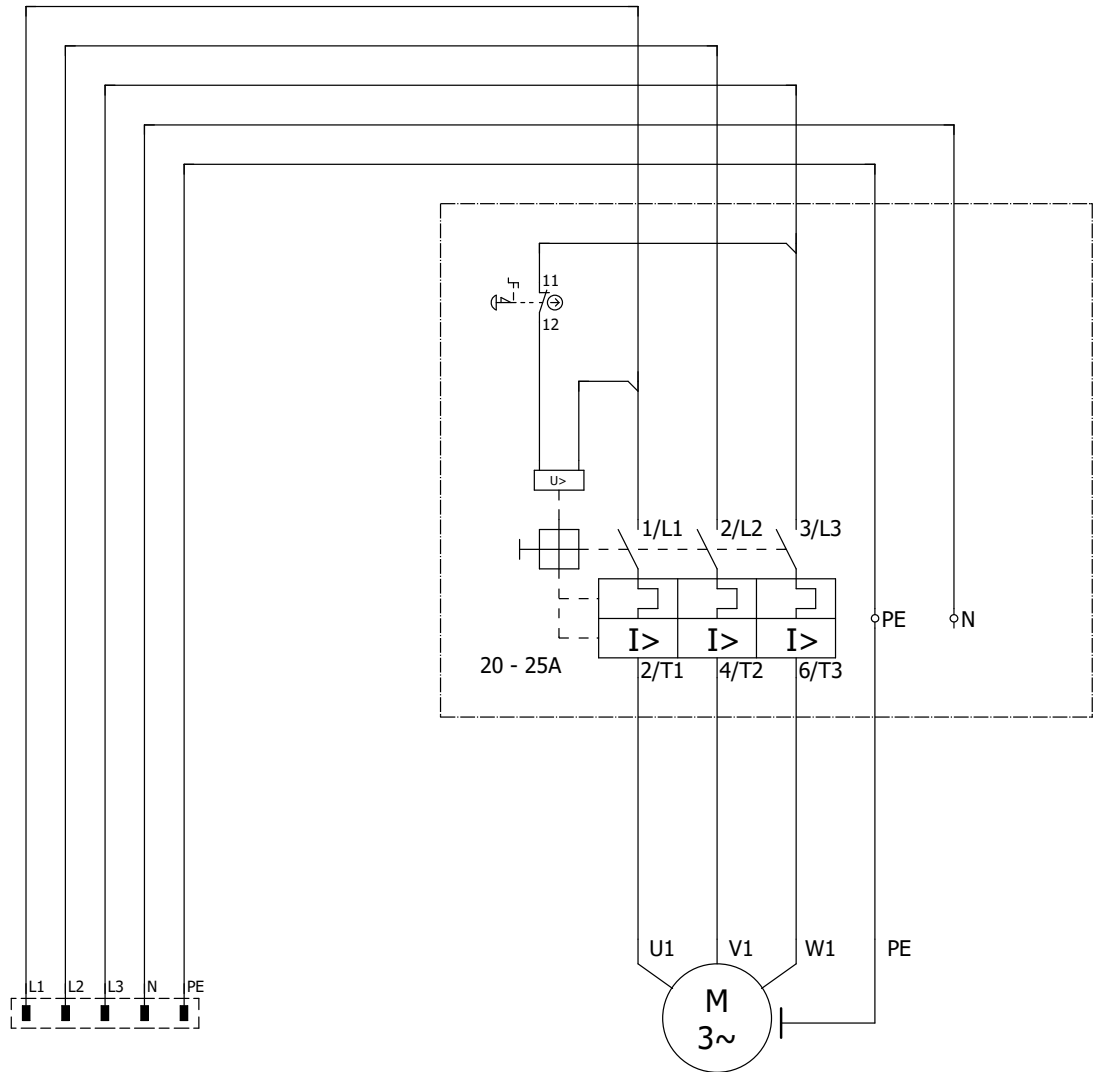 11
12
U>
1/L1 2/L2 3/L3
PE N
I> I> I>
20 - 25A
2/T1 4/T2 6/T3
U1 V1 W1 PE
L1 L2 L3 N PE
M
3~